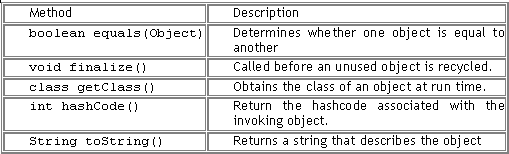 Method Description
boolean equals(Object) Determines whether one object is equal to
another
void finalize() Called before an unused object is recycled.
class getClass() Obtains the class of an object at run time.
int hashCode() Return the hashcode associated with the
invoking object.
String toString() Returns a string that describes the object